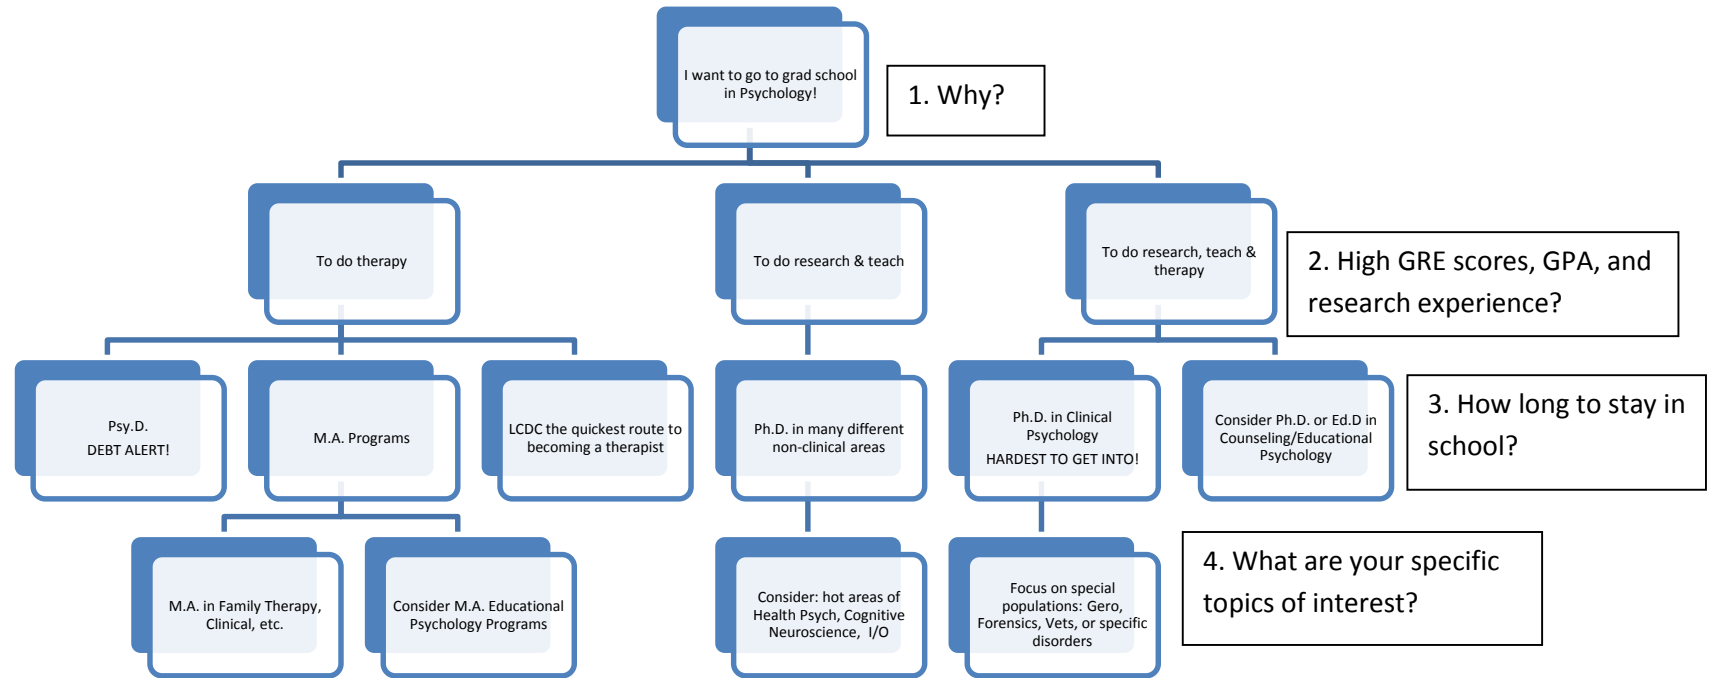 I want to go to grad school
in Psychology!
1. Why?
To do therapy
To do research & teach
To do research, teach &
therapy
2. High GRE scores, GPA, and
research experience?
Psy.D.
DEBT ALERT!
M.A. Programs
LCDC the quickest route to
becoming a therapist
Ph.D. in many different
non-clinical areas
Ph.D. in Clinical
Psychology
HARDEST TO GET INTO!
Consider Ph.D. or Ed.D in
Counseling/Educational
Psychology
3. How long to stay in
school?
M.A. in Family Therapy,
Clinical, etc.
Consider M.A. Educational
Psychology Programs
Consider: hot areas of
Health Psych, Cognitive
Neuroscience, I/O
Focus on special
populations: Gero,
Forensics, Vets, or specific
disorders
4. What are your specific
topics of interest?